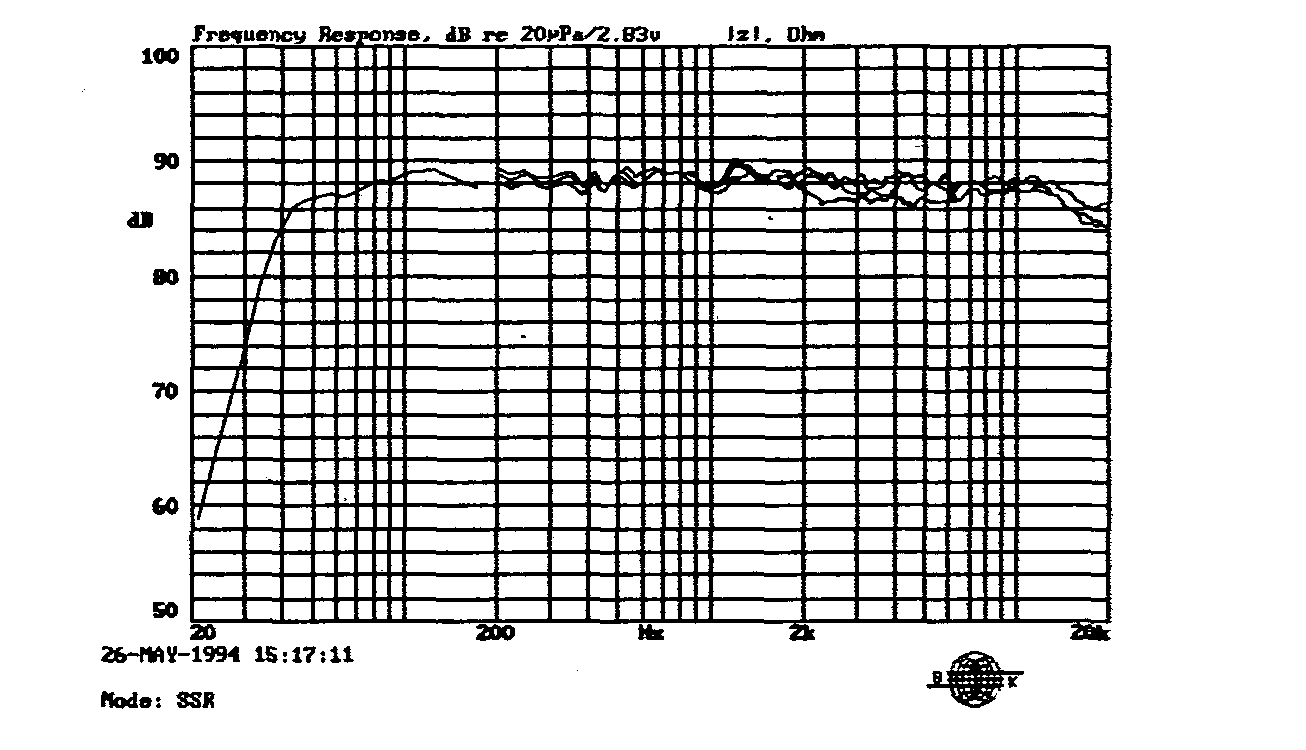 Frequency Response, dB re 20µPa/2.83v |z|, Ohm
100
90
dB
80
70
60
50
20 200 Hz 2k 20k
26-MAY-1994 15:17:11
B K
Mode: SSR